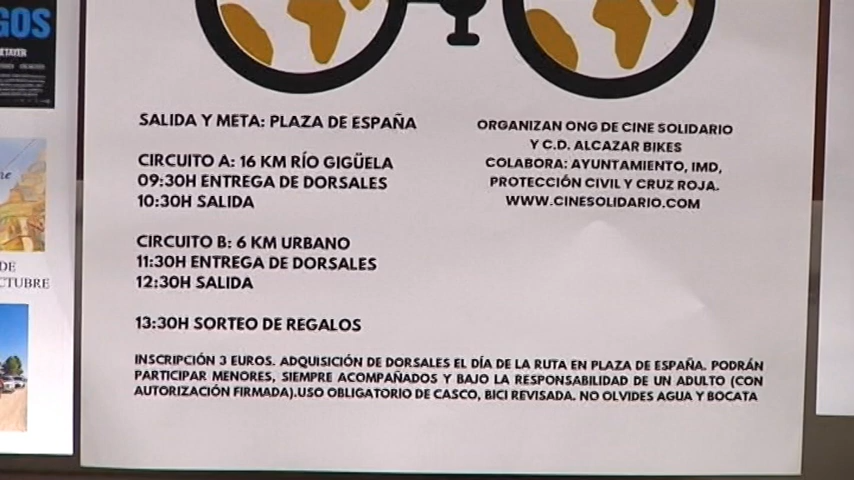 GOS
SALIDA Y META: PLAZA DE ESPAÑA
CIRCUITO A: 16 KM RÍO GIGÜELA
09:30H ENTREGA DE DORSALES
10:30H SALIDA
CIRCUITO B: 6 KM URBANO
11:30H ENTREGA DE DORSALES
12:30H SALIDA
13:30H SORTEO DE REGALOS
ORGANIZAN ONG DE CINE SOLIDARIO
Y C.D. ALCAZAR BIKES
COLABORA: AYUNTAMIENTO, IMD,
PROTECCIÓN CIVIL Y CRUZ ROJA.
WWW.CINESOLIDARIO.COM
INSCRIPCIÓN 3 EUROS. ADQUISICIÓN DE DORSALES EL DÍA DE LA RUTA EN PLAZA DE ESPAÑA. PODRÁN
PARTICIPAR MENORES, SIEMPRE ACOMPAÑADOS Y BAJO LA RESPONSABILIDAD DE UN ADULTO (CON
AUTORIZACIÓN FIRMADA).USO OBLIGATORIO DE CASCO, BICI REVISADA. NO OLVIDES AGUA Y BOCATA
DE
CTUBRE